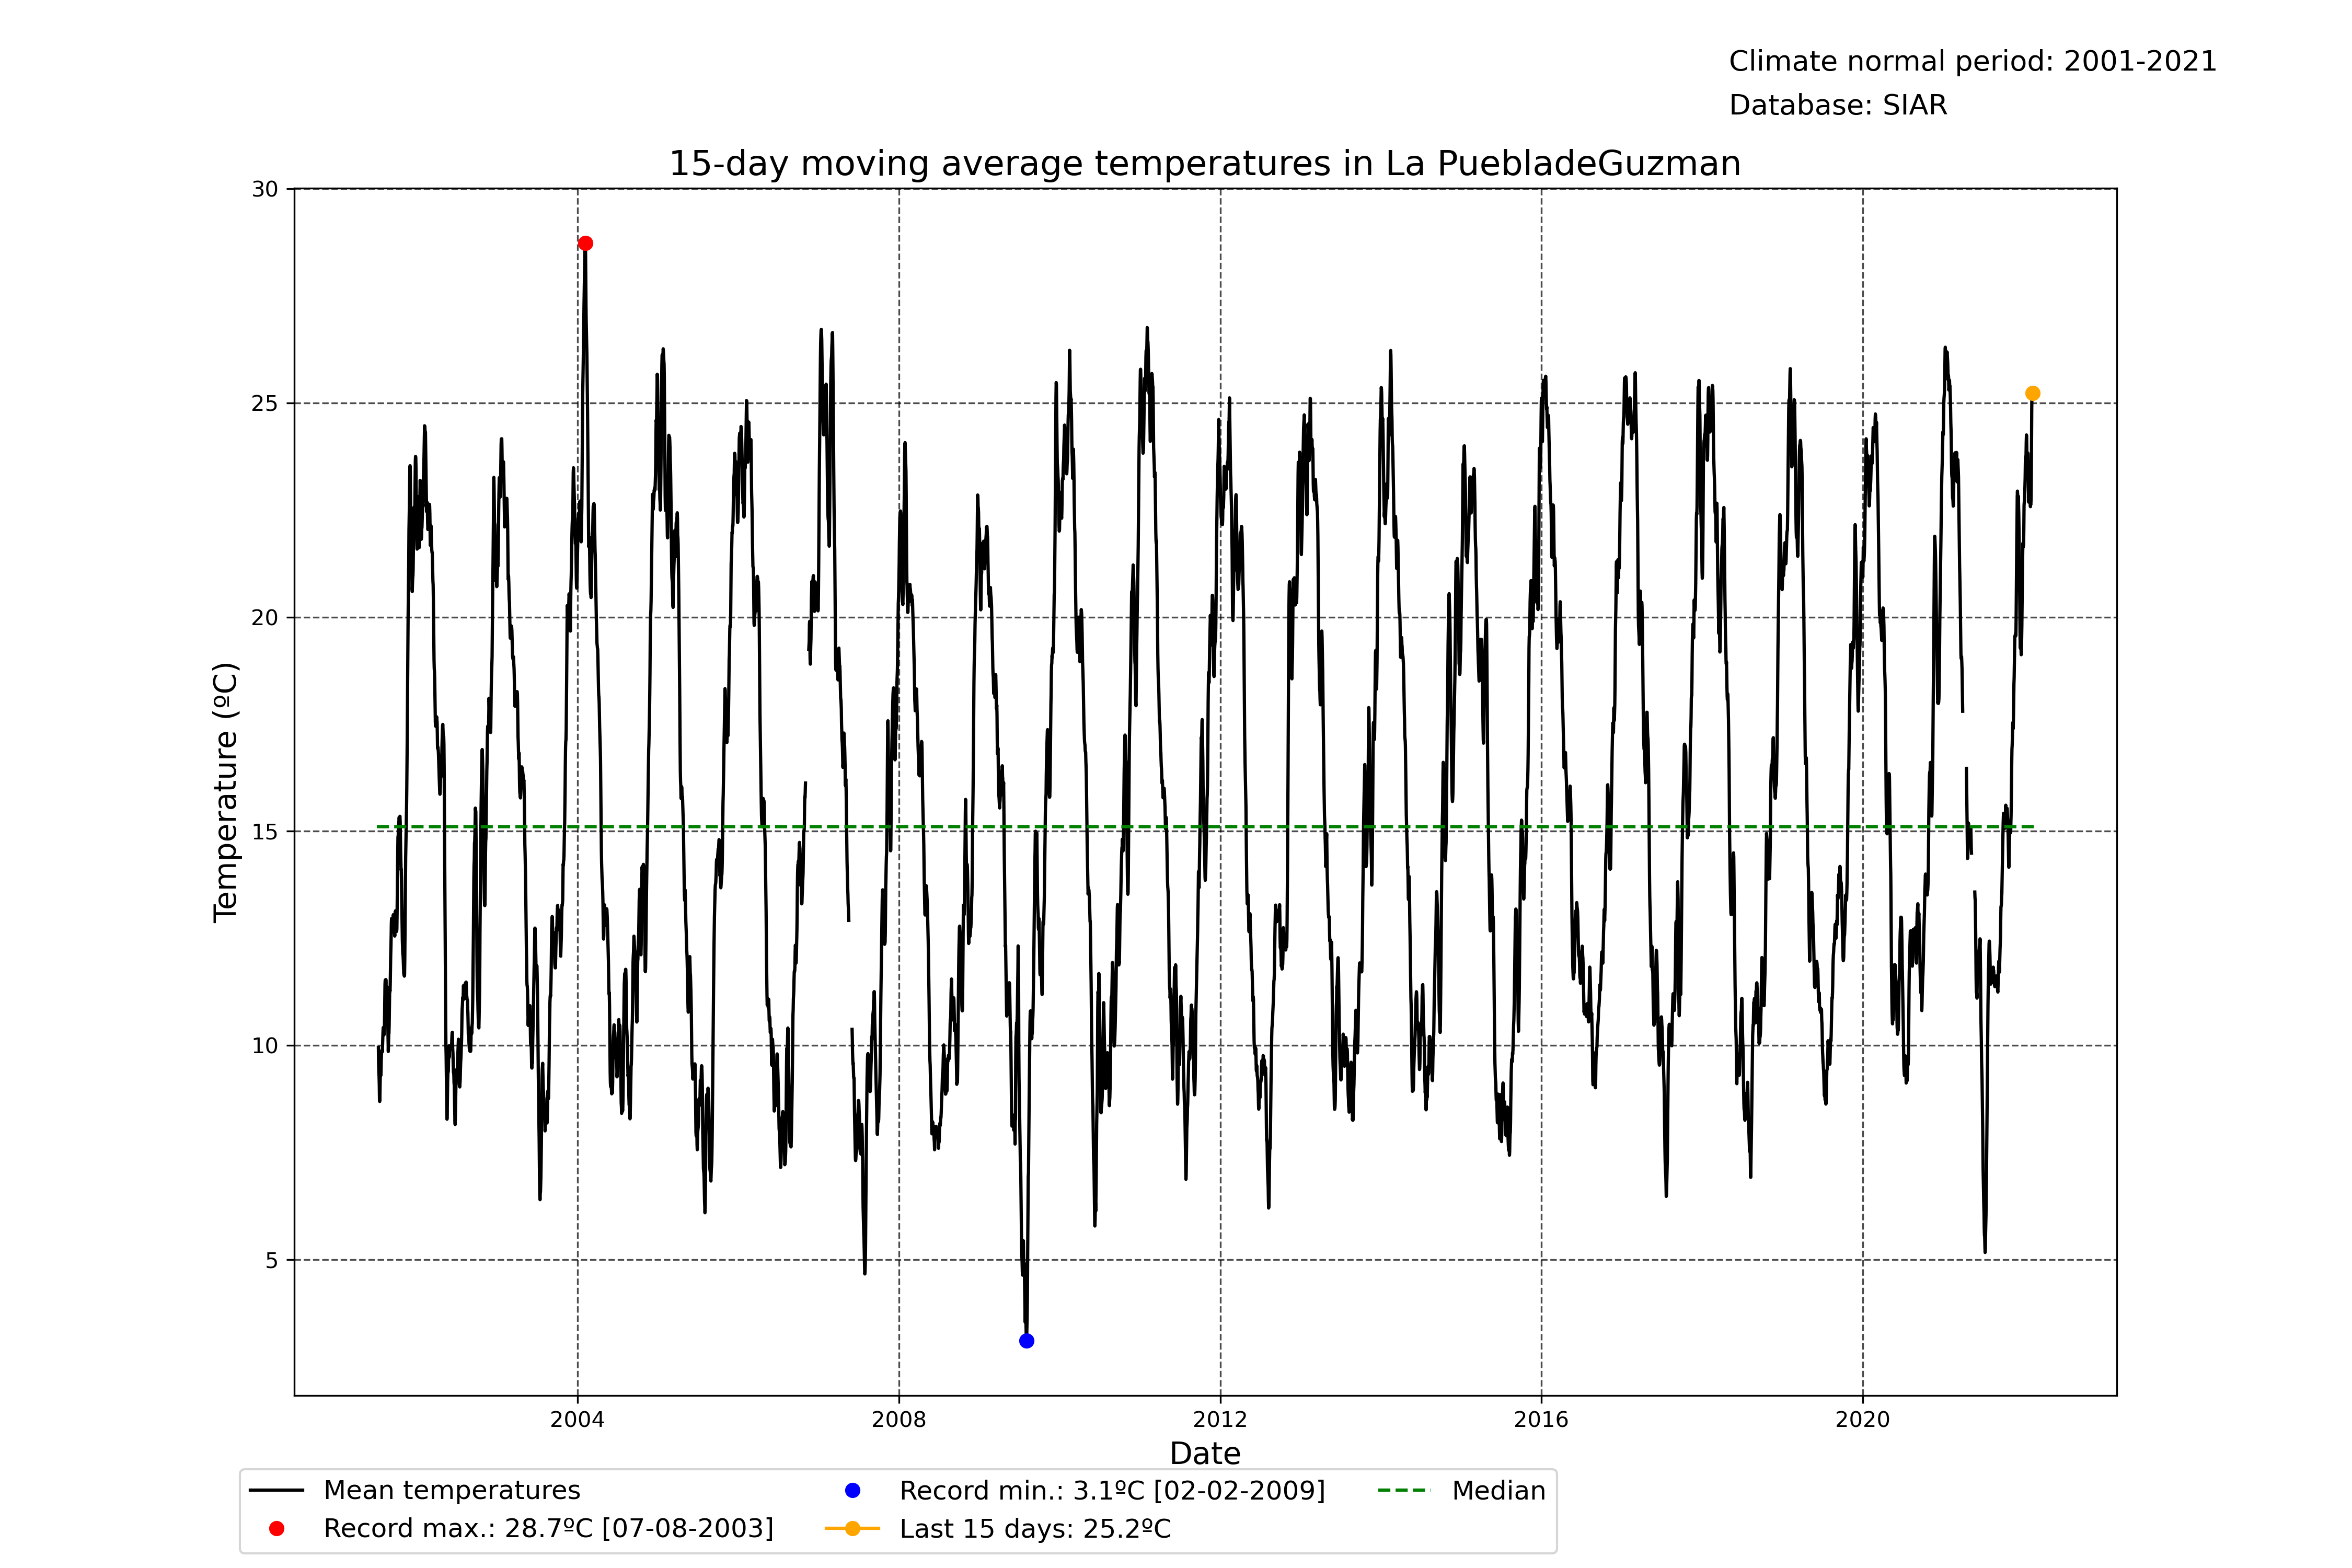 Climate normal period: 2001-2021
Database: SIAR
15-day moving average temperatures in La PuebladeGuzman
30
25
20
15
10
5
Temperature (ºC)
2004 2008 2012 2016 2020
Date
Mean temperatures
Record max.: 28.7ºC [07-08-2003]
Record min.: 3.1ºC [02-02-2009]
Last 15 days: 25.2ºC
Median